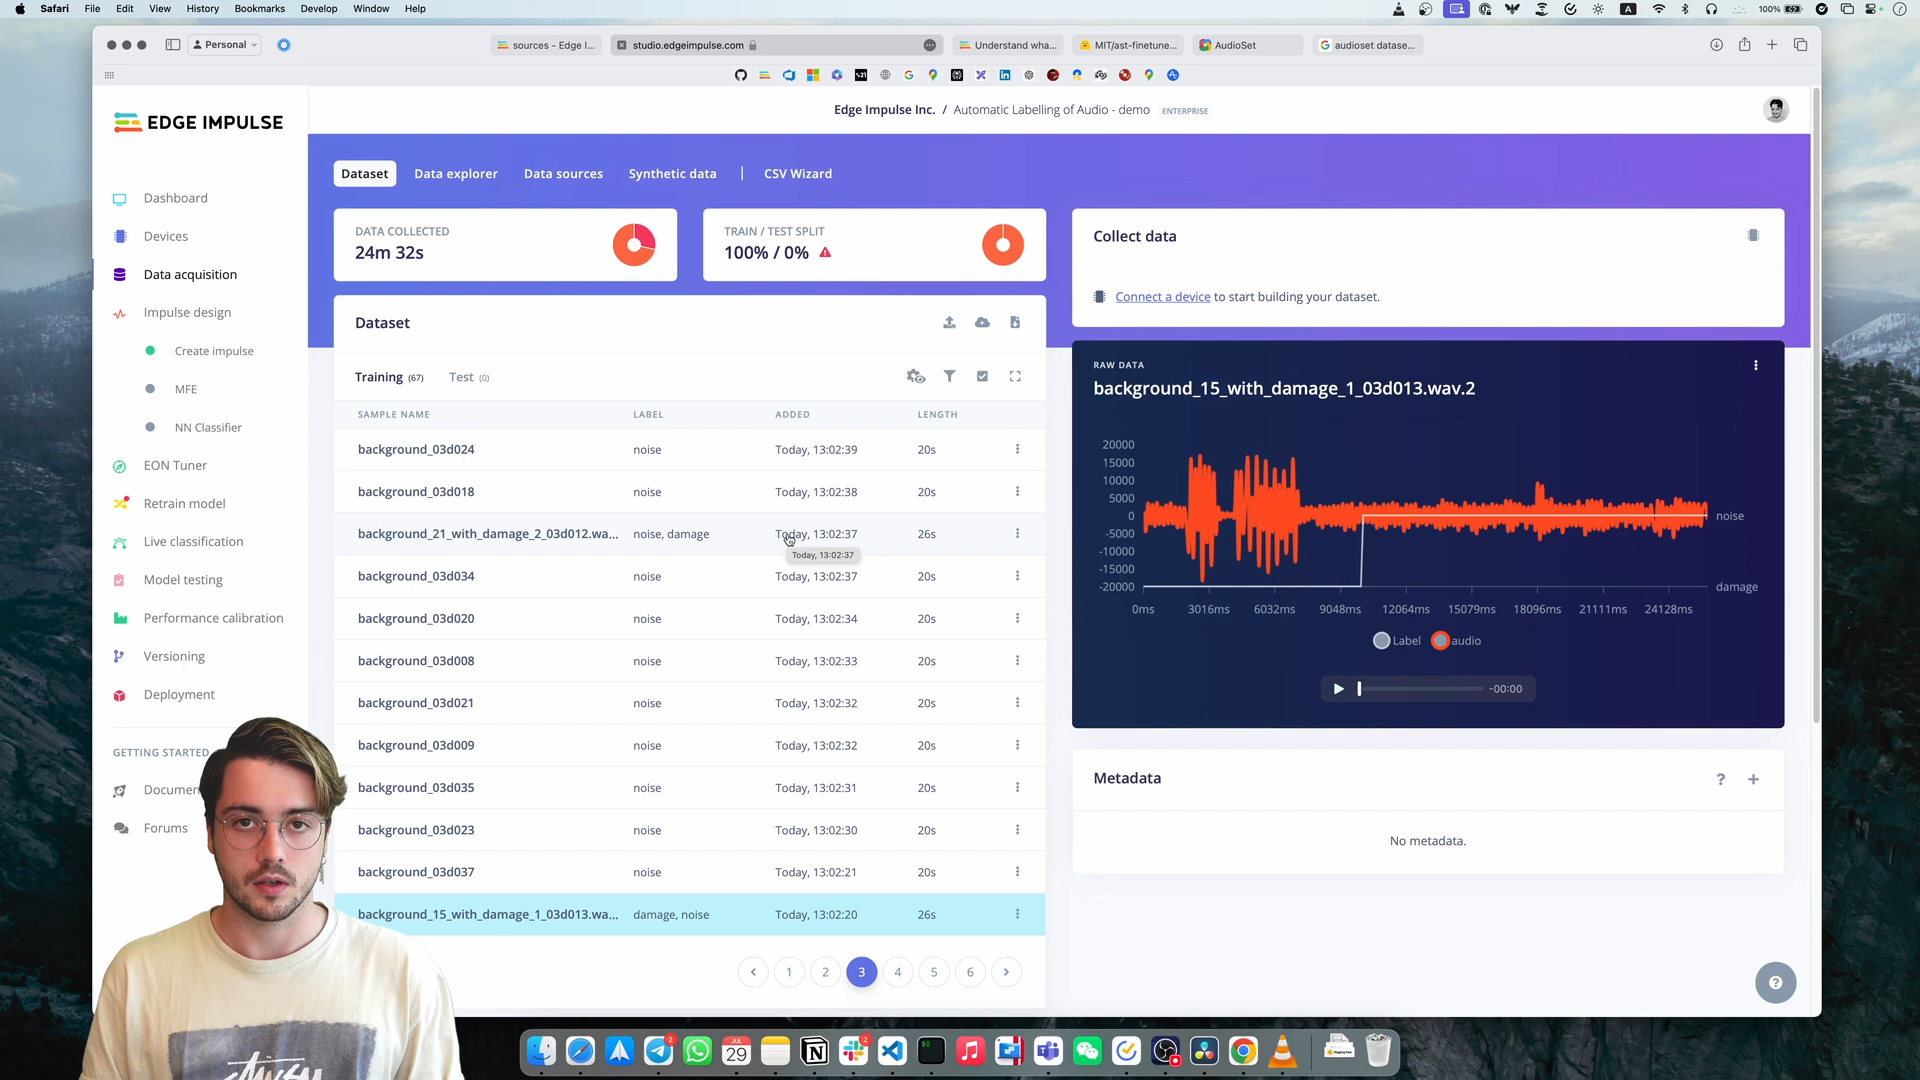 Safari File Edit View History Bookmarks Develop Window Help
100%
Personal
sources - Edge I...
studio.edgeimpulse.com
Understand wha...
MIT/ast-finetune...
AudioSet
audioset datase...
EDGE IMPULSE
Edge Impulse Inc. / Automatic Labelling of Audio - demo ENTERPRISE
Dashboard
Devices
Data acquisition
Impulse design
Create impulse
MFE
NN Classifier
EON Tuner
Retrain model
Live classification
Model testing
Performance calibration
Versioning
Deployment
GETTING STARTED
Documen
Forums
Dataset Data explorer Data sources Synthetic data | CSV Wizard
DATA COLLECTED
24m 32s
TRAIN / TEST SPLIT
100% / 0%
Dataset
Training (67) Test (0)
SAMPLE NAME LABEL ADDED LENGTH
background_03d024 noise Today, 13:02:39 20s
background_03d018 noise Today, 13:02:38 20s
background_21_with_damage_2_03d012.wa... noise, damage Today, 13:02:37 26s
Today, 13:02:37
background_03d034 noise Today, 13:02:37 20s
background_03d020 noise Today, 13:02:34 20s
background_03d008 noise Today, 13:02:33 20s
background_03d021 noise Today, 13:02:32 20s
background_03d009 noise Today, 13:02:32 20s
background_03d035 noise Today, 13:02:31 20s
background_03d023 noise Today, 13:02:30 20s
background_03d037 noise Today, 13:02:21 20s
background_15_with_damage_1_03d013.wa... damage, noise Today, 13:02:20 26s
1 2 3 4 5 6
Collect data
Connect a device to start building your dataset.
RAW DATA
background_15_with_damage_1_03d013.wav.2
20000
15000
10000
5000
0
-5000
-10000
-15000
-20000
noise
damage
0ms 3016ms 6032ms 9048ms 12064ms 15079ms 18096ms 21111ms 24128ms
Label audio
-00:00
Metadata
?
No metadata.
JUL
29
2
2